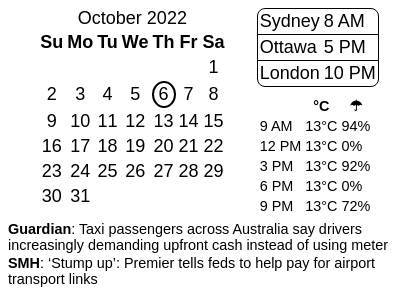 October 2022
Su Mo Tu We Th Fr Sa
1
2 3 4 5 6 7 8
9 10 11 12 13 14 15
16 17 18 19 20 21 22
23 24 25 26 27 28 29
30 31
Sydney 8 AM
Ottawa 5 PM
London 10 PM
°C ☂
9 AM 13°C 94%
12 PM 13°C 0%
3 PM 13°C 92%
6 PM 13°C 0%
9 PM 13°C 72%
Guardian: Taxi passengers across Australia say drivers
increasingly demanding upfront cash instead of using meter
SMH: ‘Stump up’: Premier tells feds to help pay for airport
transport links